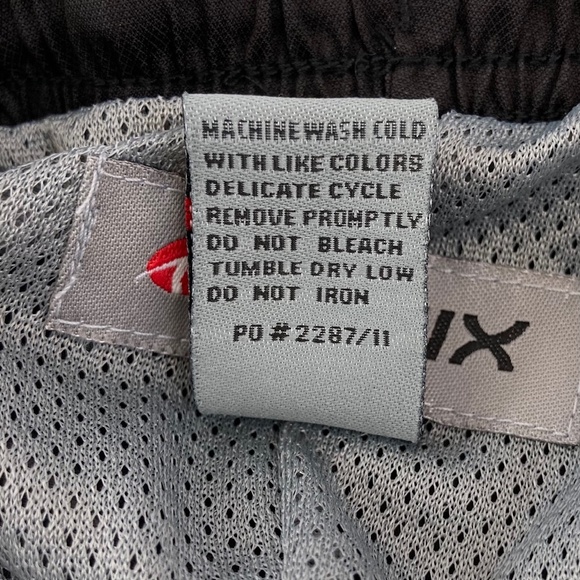 MACHINE WASH COLD
WITH LIKE COLORS
DELICATE CYCLE
REMOVE PROMPTLY
DO NOT BLEACH
TUMBLE DRY LOW
DO NOT IRON
PO # 2287/11
IX